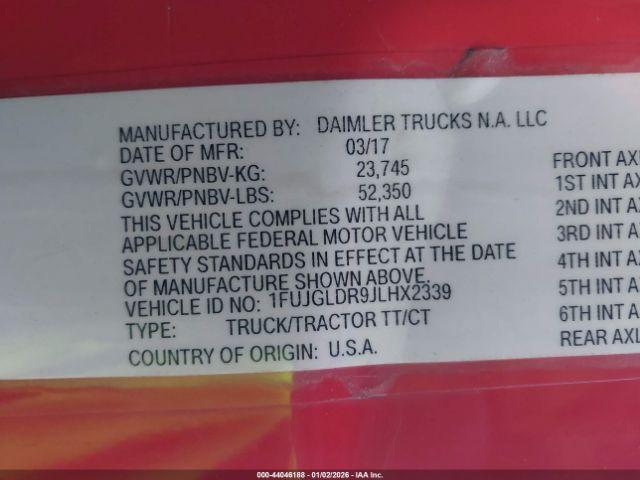 MANUFACTURED BY: DAIMLER TRUCKS N.A. LLC
DATE OF MFR: 03/17
GVWR/PNBV-KG: 23,745
GVWR/PNBV-LBS: 52,350
THIS VEHICLE COMPLIES WITH ALL
APPLICABLE FEDERAL MOTOR VEHICLE
SAFETY STANDARDS IN EFFECT AT THE DATE
OF MANUFACTURE SHOWN ABOVE.
VEHICLE ID NO: 1FUJGLDR9JLHX2339
TYPE: TRUCK/TRACTOR TT/CT
COUNTRY OF ORIGIN: U.S.A.
FRONT AX
1ST INT AX
2ND INT A
3RD INT A
4TH INT A
5TH INT A
6TH INT A
REAR AXL
000-44046188 - 01/02/2026 - IAA Inc.